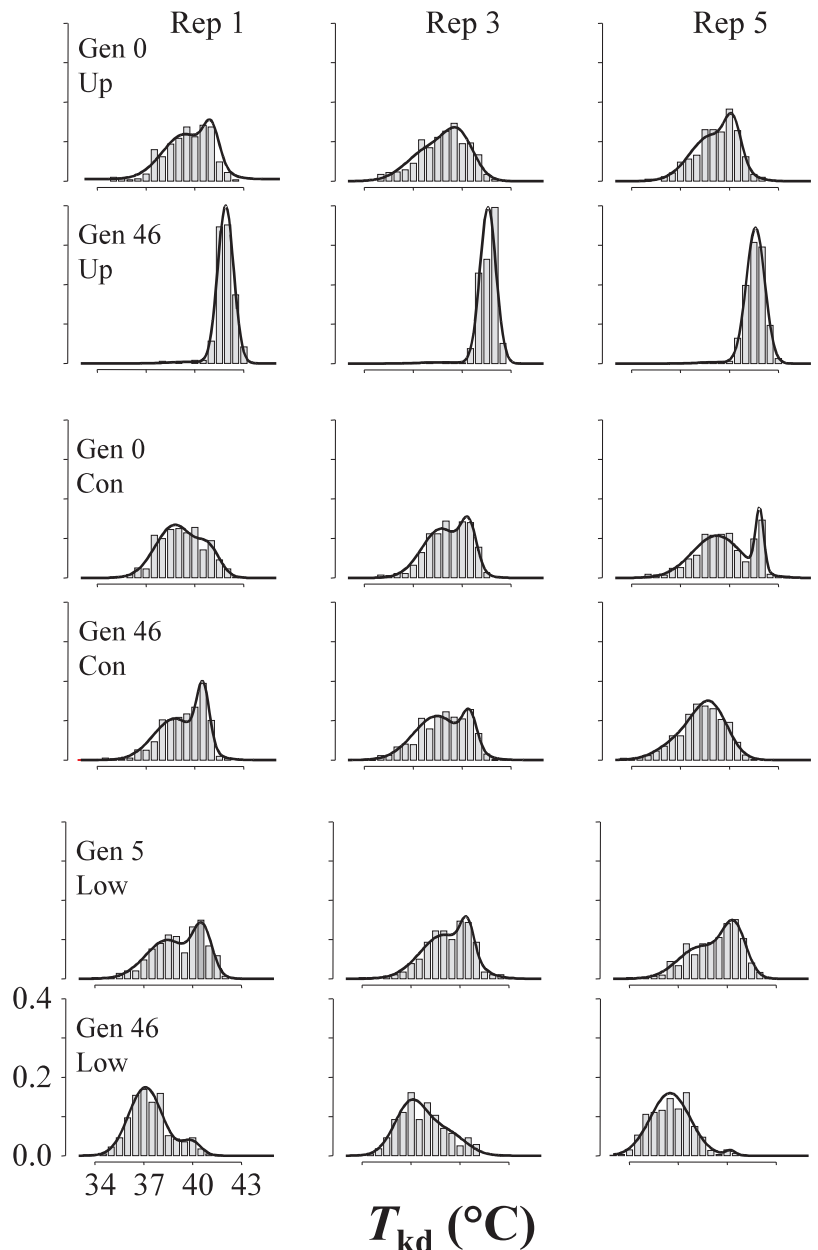 Rep 1 Rep 3 Rep 5
Gen 0
Up
Gen 46
Up
Gen 0
Con
Gen 46
Con
Gen 5
Low
0.4
Gen 46
Low
0.2
0.0
34 37 40 43
Tkd (°C)